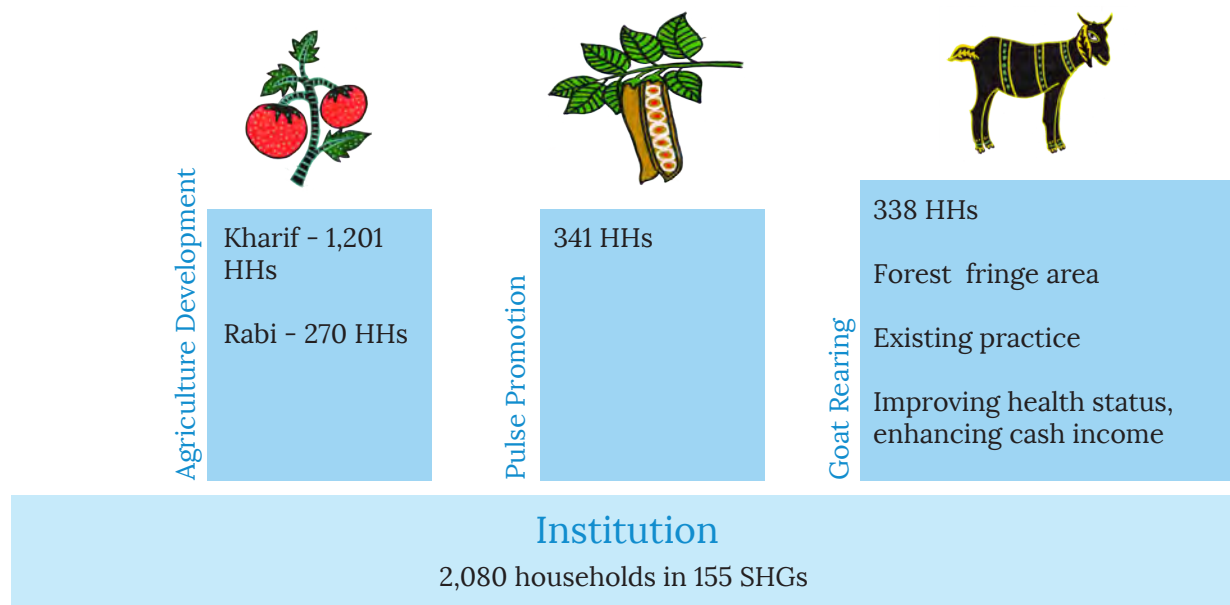 Agriculture Development
Kharif - 1,201
HHs
Rabi - 270 HHs
Pulse Promotion
341 HHs
Goat Rearing
338 HHs
Forest fringe area
Existing practice
Improving health status,
enhancing cash income
Institution
2,080 households in 155 SHGs